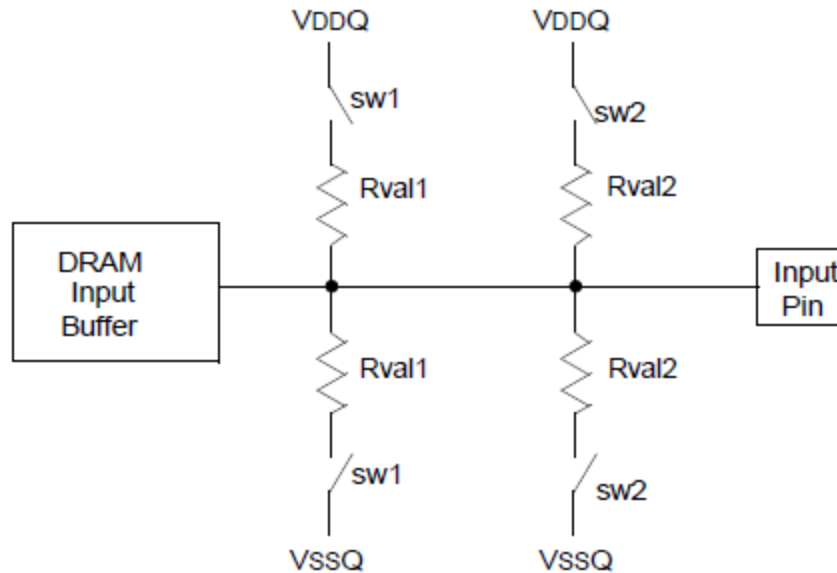 VDDQ
VDDQ
sw1
sw2
Rval1
Rval2
DRAM
Input
Buffer
Input
Pin
Rval1
Rval2
sw1
sw2
VSSQ
VSSQ